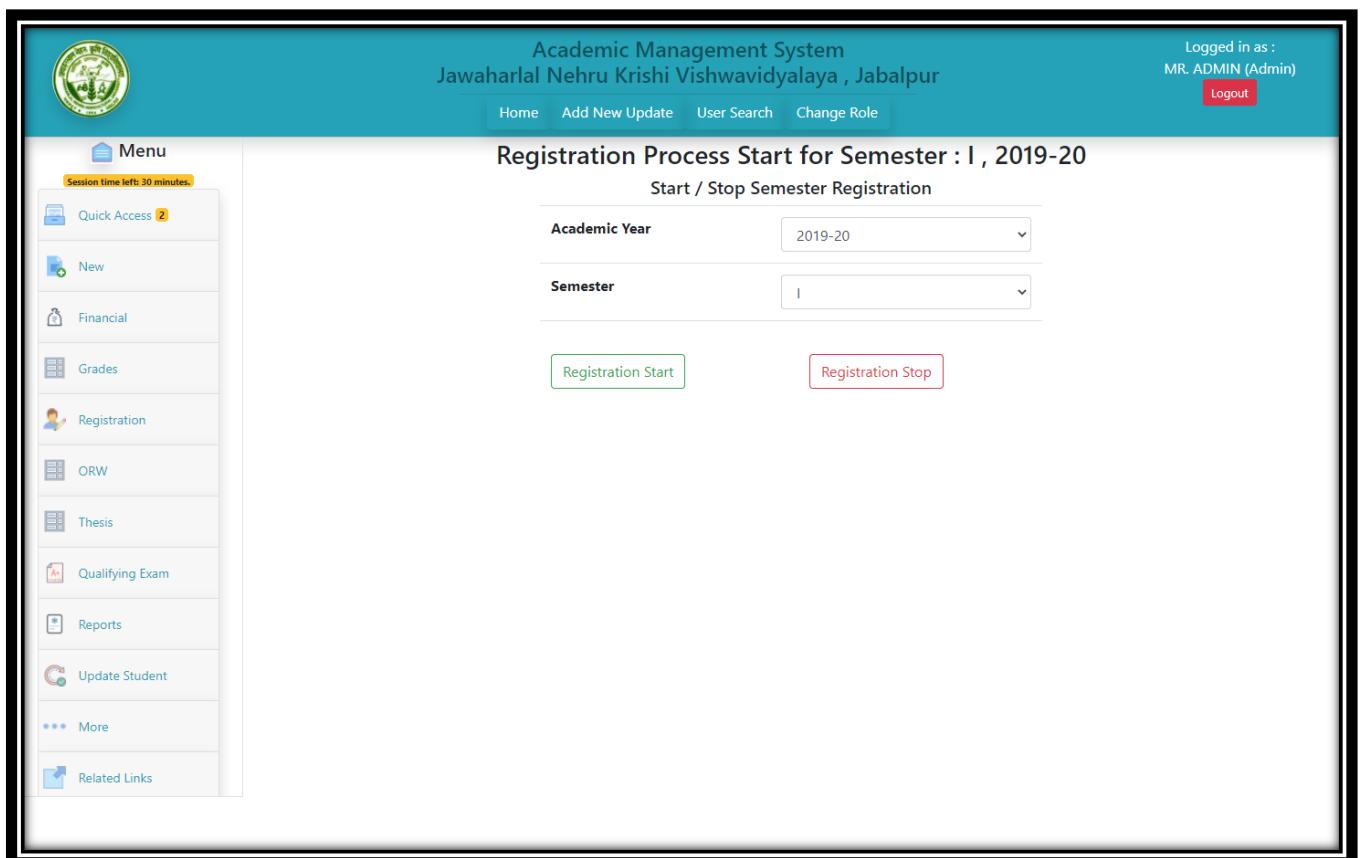 Academic Management System
Jawaharlal Nehru Krishi Vishwavidyalaya , Jabalpur
Home Add New Update User Search Change Role
Logged in as :
MR. ADMIN (Admin)
Logout
Menu
Session time left: 30 minutes.
Quick Access 2
New
Financial
Grades
Registration
ORW
Thesis
Qualifying Exam
Reports
Update Student
More
Related Links
Registration Process Start for Semester : I , 2019-20
Start / Stop Semester Registration
Academic Year 2019-20
Semester I
Registration Start Registration Stop